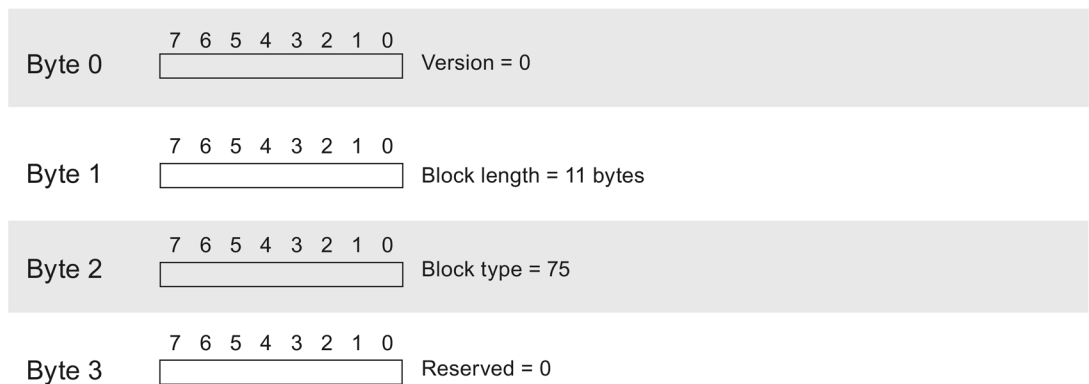 7 6 5 4 3 2 1 0
Byte 0 Version = 0
7 6 5 4 3 2 1 0
Byte 1 Block length = 11 bytes
7 6 5 4 3 2 1 0
Byte 2 Block type = 75
7 6 5 4 3 2 1 0
Byte 3 Reserved = 0